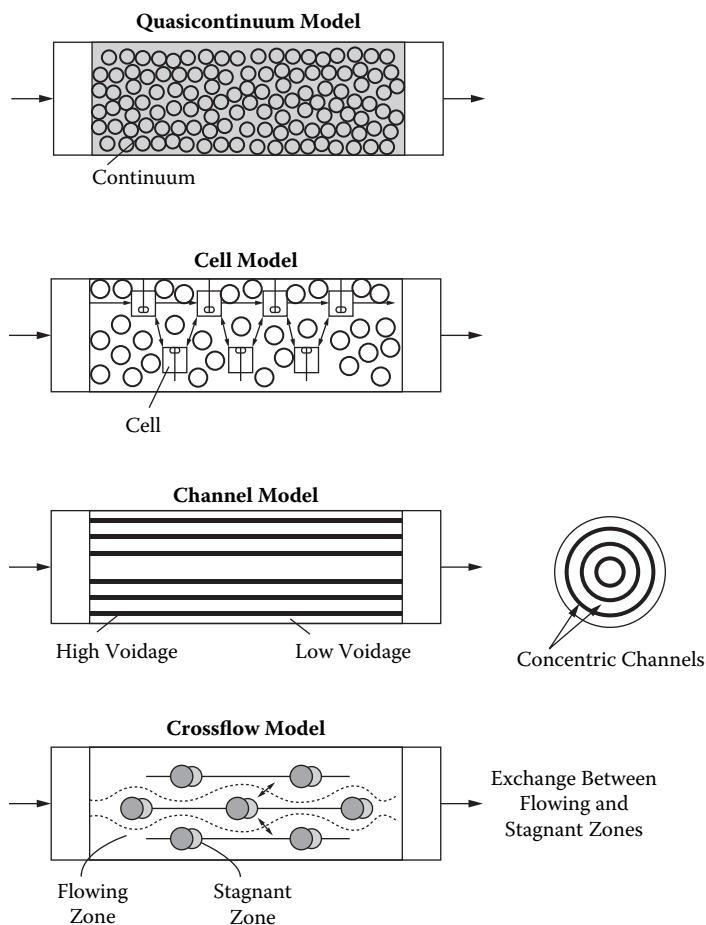 Quasicontinuum Model
Continuum
Cell Model
Cell
Channel Model
High Voidage
Low Voidage
Concentric Channels
Crossflow Model
Exchange Between
Flowing and
Stagnant Zones
Flowing
Zone
Stagnant
Zone